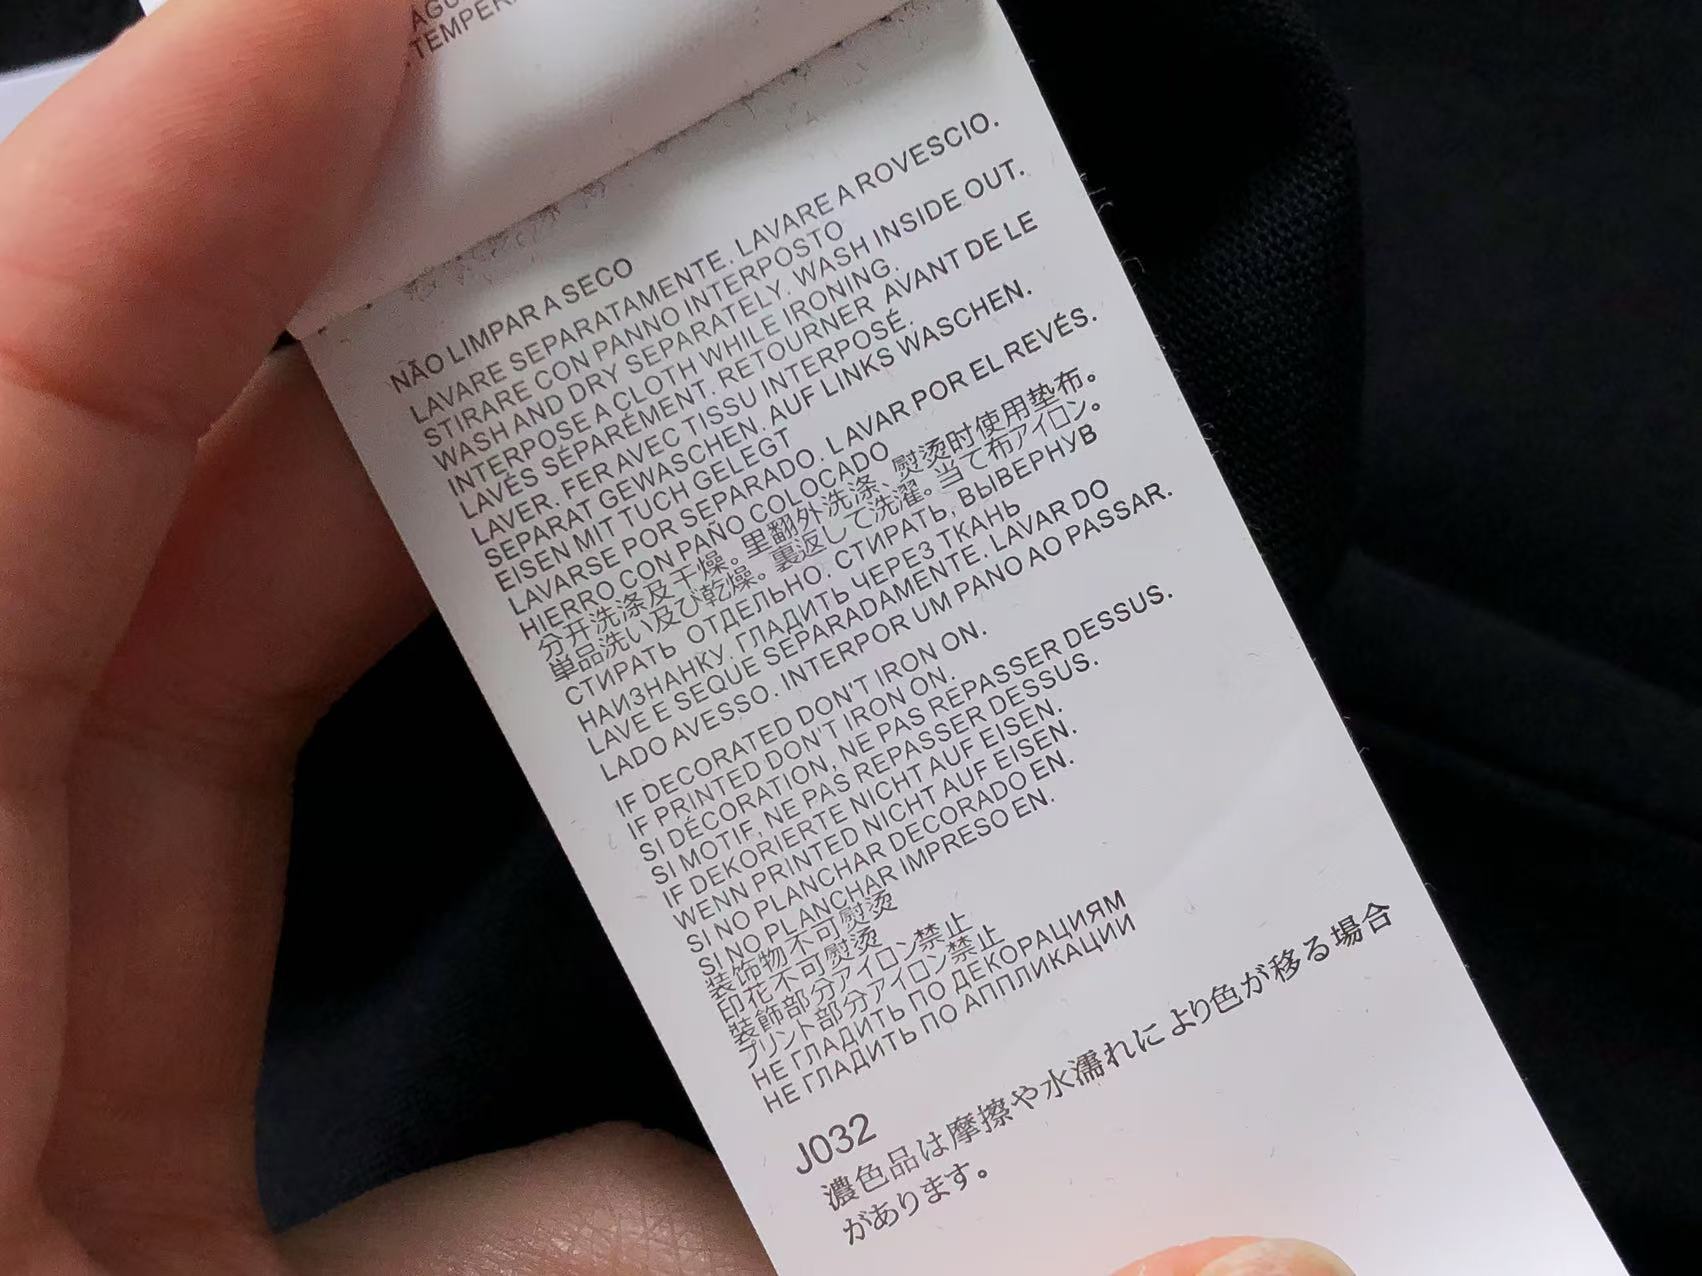 TEMPER
NÃO LIMPAR A SECO
LAVARE SEPARATAMENTE. LAVARE A ROVESCIO.
STIRARE CON PANNO INTERPOSTO
WASH AND DRY SEPARATELY. WASH INSIDE OUT.
INTERPOSE A CLOTH WHILE IRONING.
LAVÉS SÉPARÉMENT. RETOURNER AVANT DE LE
LAVER. FER AVEC TISSU INTERPOSÉ.
SEPARAT GEWASCHEN. AUF LINKS WASCHEN.
EISEN MIT TUCH GELEGT
LAVARSE POR SEPARADO. LAVAR POR EL REVÉS.
HIERRO CON PANO COLOCADO
分开洗涤及干燥。里翻外洗涤、熨烫时使用垫布。
単品洗い及び乾燥。裏返して洗濯。当て布アイロン。
СТИРАТЬ ОТДЕЛЬНО. СТИРАТЬ, ВЫВЕРНУВ
НАИЗНАНКУ. ГЛАДИТЬ ЧЕРЕЗ ТКАНЬ
LAVE E SEQUE SEPARADAMENTE. LAVAR DO
LADO AVESSO. INTERPOR UM PANO AO PASSAR.
IF DECORATED DON'T IRON ON.
IF PRINTED DON'T IRON ON.
SI DÉCORATION, NE PAS REPASSER DESSUS.
SI MOTIF, NE PAS REPASSER DESSUS.
IF DEKORIERTE NICHT AUF EISEN.
WENN PRINTED NICHT AUF EISEN.
SI NO PLANCHAR DECORADO EN.
SI NO PLANCHAR IMPRESO EN.
装饰物不可熨烫
印花不可熨烫
装飾部分アイロン禁止
プリント部分アイロン禁止
НЕ ГЛАДИТЬ ПО ДЕКОРАЦИЯМ
НЕ ГЛАДИТЬ ПО АППЛИКАЦИИ
J032
濃色品は摩擦や水濡れにより色が移る場合
があります。